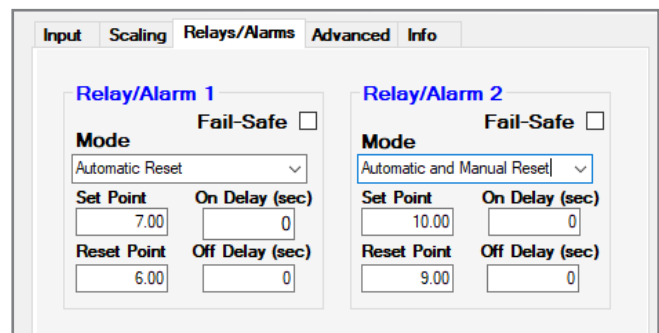 Input Scaling Relays/Alarms Advanced Info
Relay/Alarm 1
Fail-Safe
Mode
Automatic Reset
Set Point On Delay (sec)
7.00 0
Reset Point Off Delay (sec)
6.00 0
Relay/Alarm 2
Fail-Safe
Mode
Automatic and Manual Reset
Set Point On Delay (sec)
10.00 0
Reset Point Off Delay (sec)
9.00 0